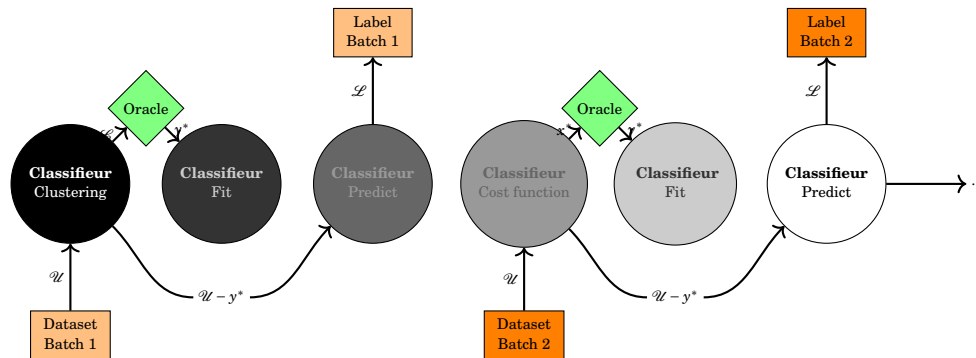 Label
Batch 1
Label
Batch 2
Oracle
Oracle
ℒ
ℒ
y*
x*
y*
Classifieur
Clustering
Classifieur
Fit
Classifieur
Predict
Classifieur
Cost function
Classifieur
Fit
Classifieur
Predict
𝒰
𝒰
𝒰 − y*
𝒰 − y*
Dataset
Batch 1
Dataset
Batch 2